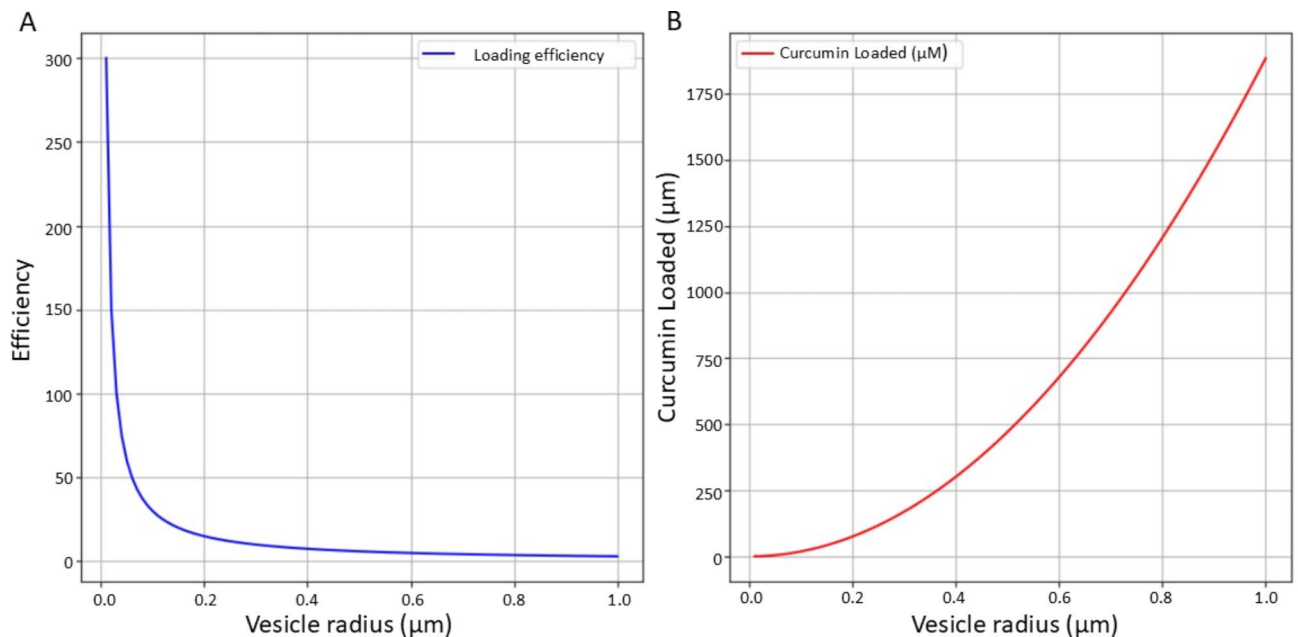 A
B
Loading efficiency
Curcumin Loaded (μM)
300
250
200
150
100
50
0
Efficiency
0.0 0.2 0.4 0.6 0.8 1.0
Vesicle radius (μm)
1750
1500
1250
1000
750
500
250
0
Curcumin Loaded (μm)
0.0 0.2 0.4 0.6 0.8 1.0
Vesicle radius (μm)